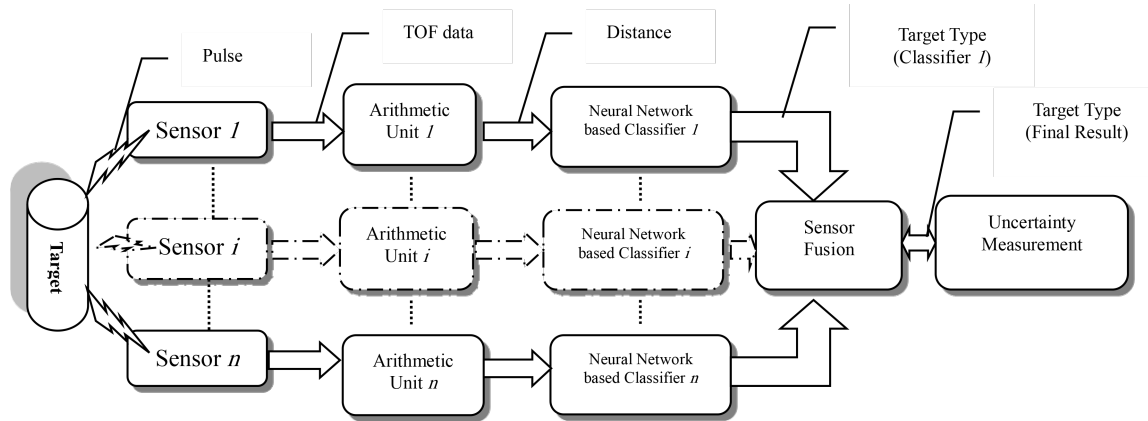 Pulse
TOF data
Distance
Target Type
(Classifier 1)
Target Type
(Final Result)
Sensor 1
Arithmetic
Unit 1
Neural Network
based Classifier 1
Target
Sensor i
Arithmetic
Unit i
Neural Network
based Classifier i
Sensor
Fusion
Uncertainty
Measurement
Sensor n
Arithmetic
Unit n
Neural Network
based Classifier n